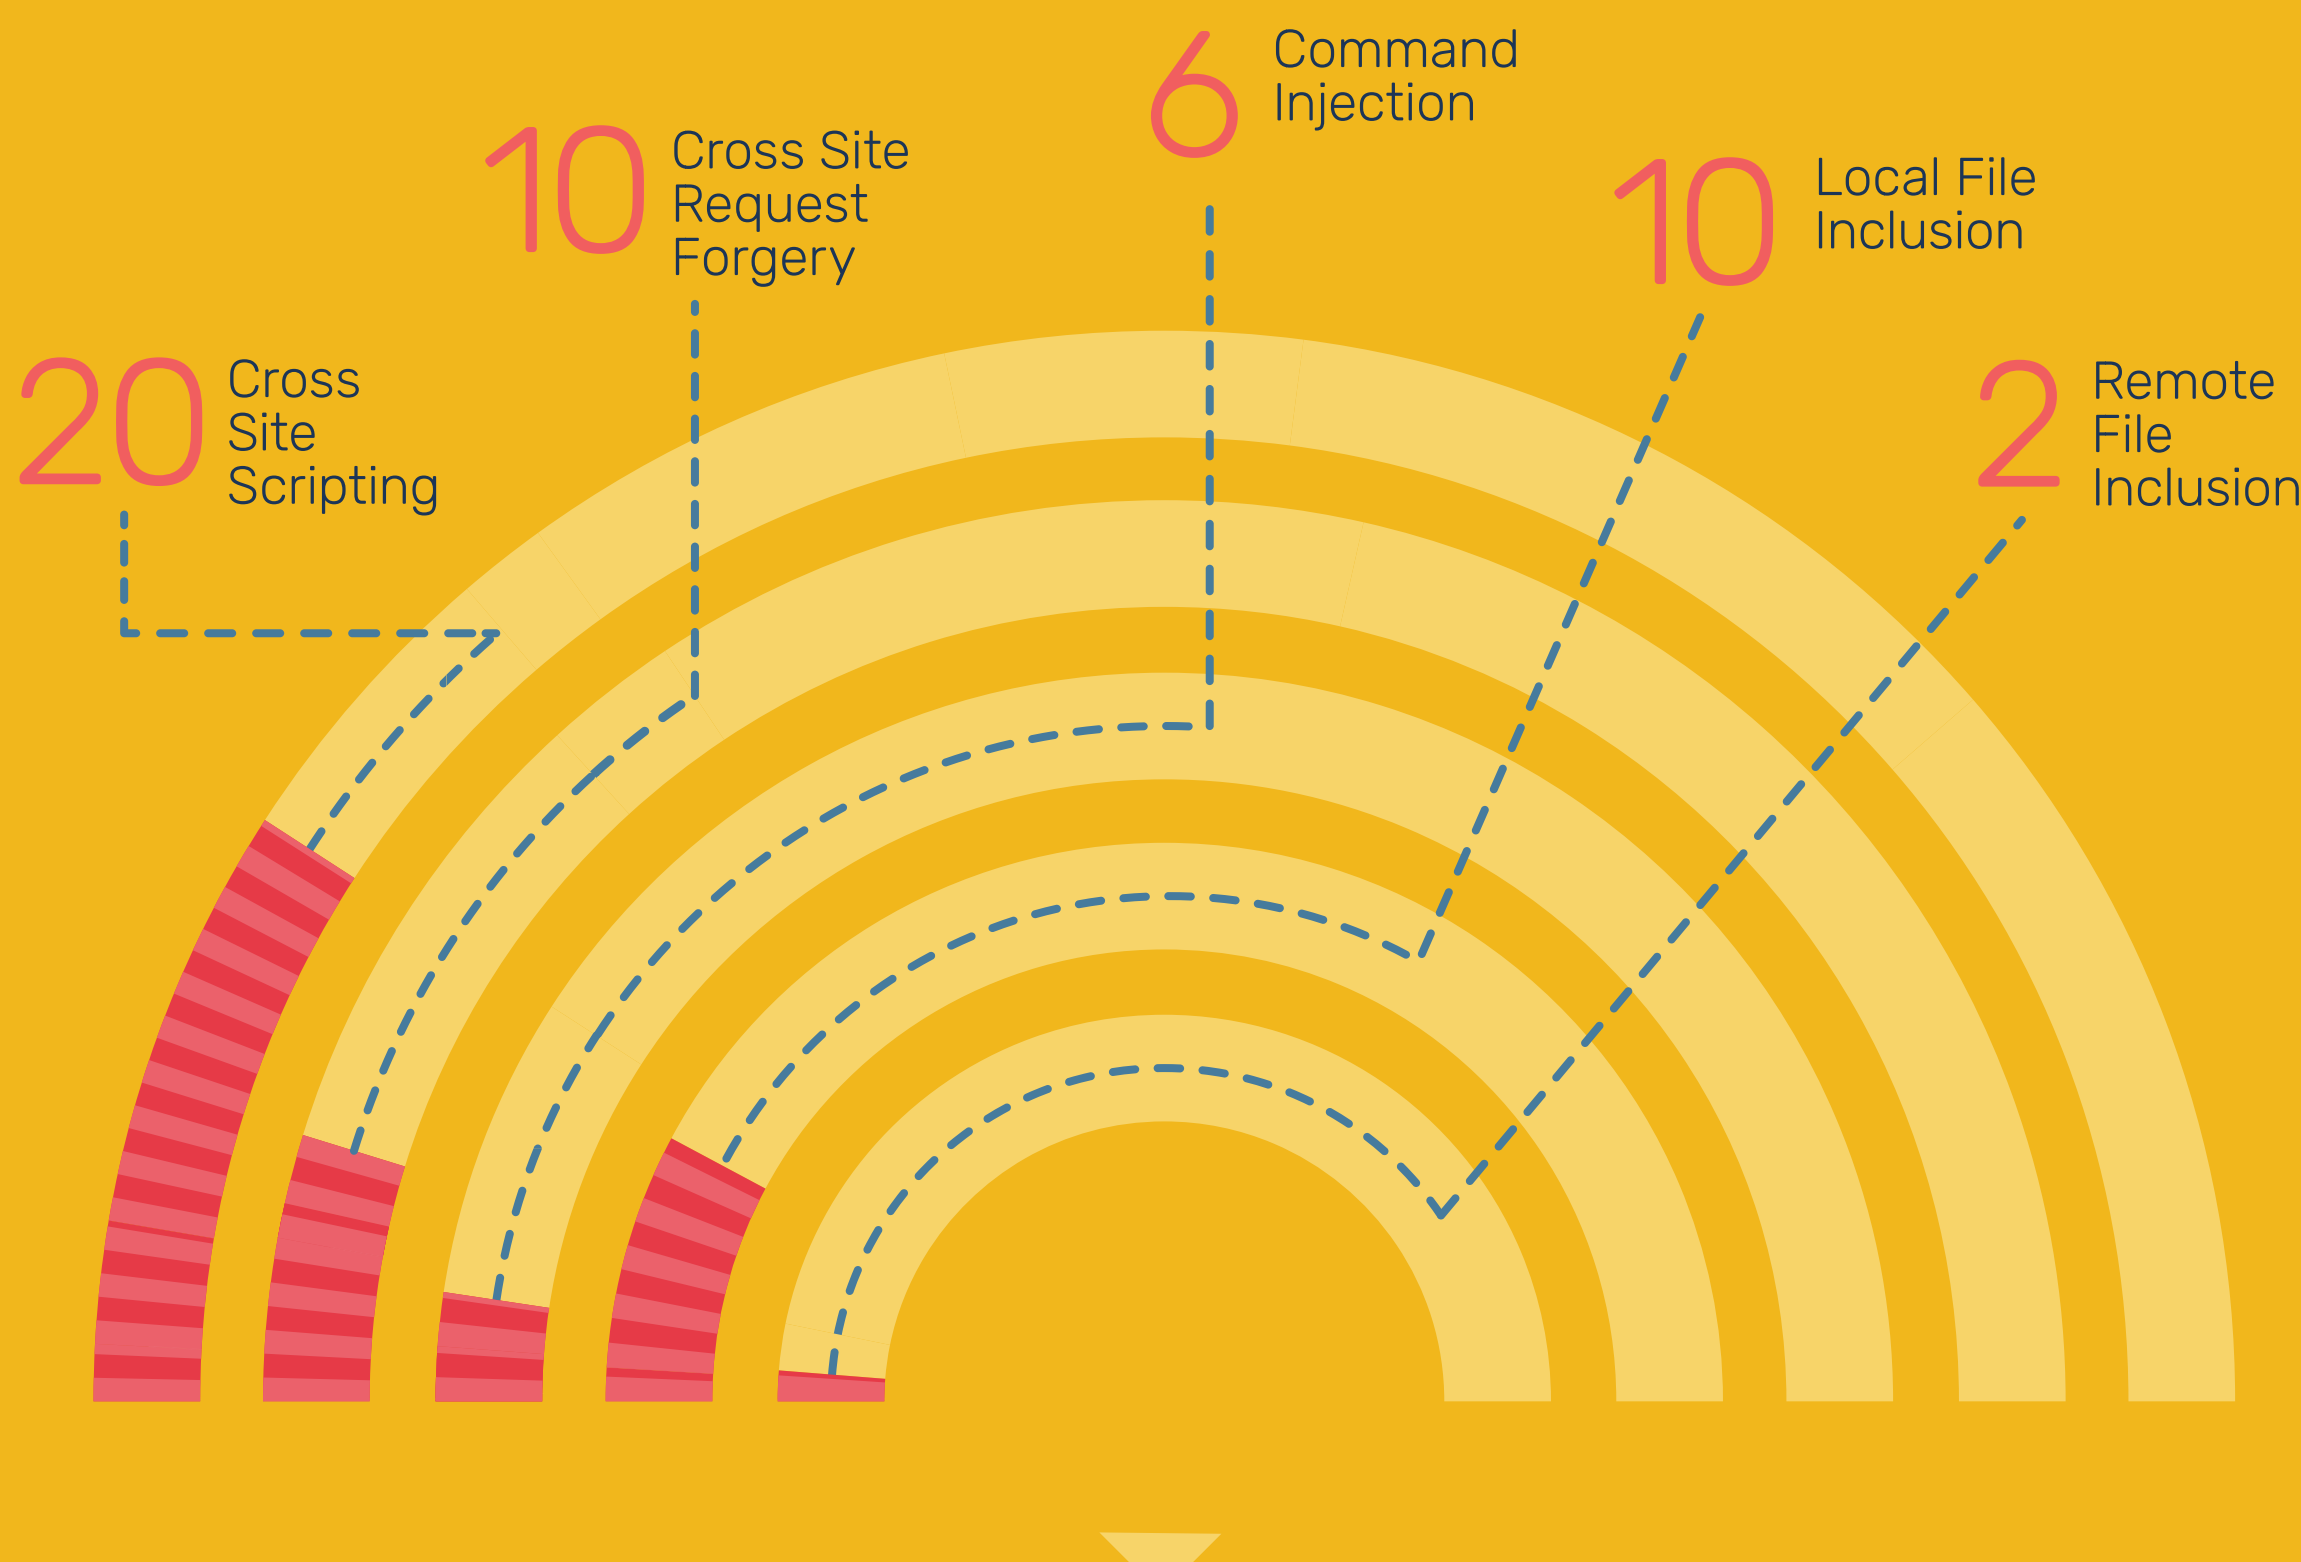 20
Cross
Site
Scripting
10
Cross Site
Request
Forgery
6
Command
Injection
10
Local File
Inclusion
2
Remote
File
Inclusion